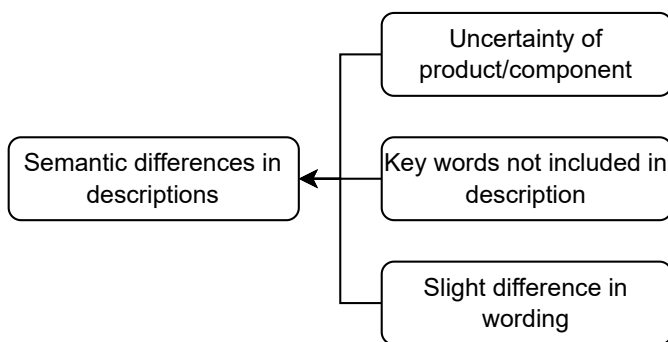 Uncertainty of
product/component
Semantic differences in
descriptions
Key words not included in
description
Slight difference in
wording